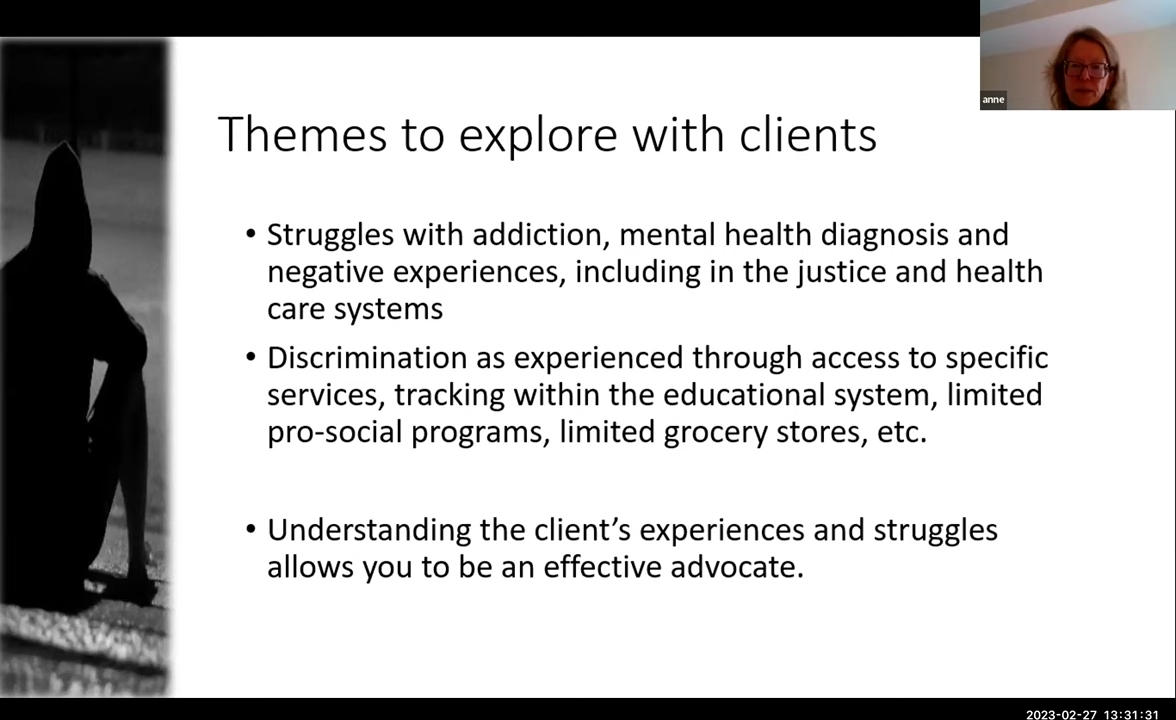 anne
Themes to explore with clients
• Struggles with addiction, mental health diagnosis and
negative experiences, including in the justice and health
care systems
• Discrimination as experienced through access to specific
services, tracking within the educational system, limited
pro-social programs, limited grocery stores, etc.
• Understanding the client’s experiences and struggles
allows you to be an effective advocate.
2023-02-27 13:31:31